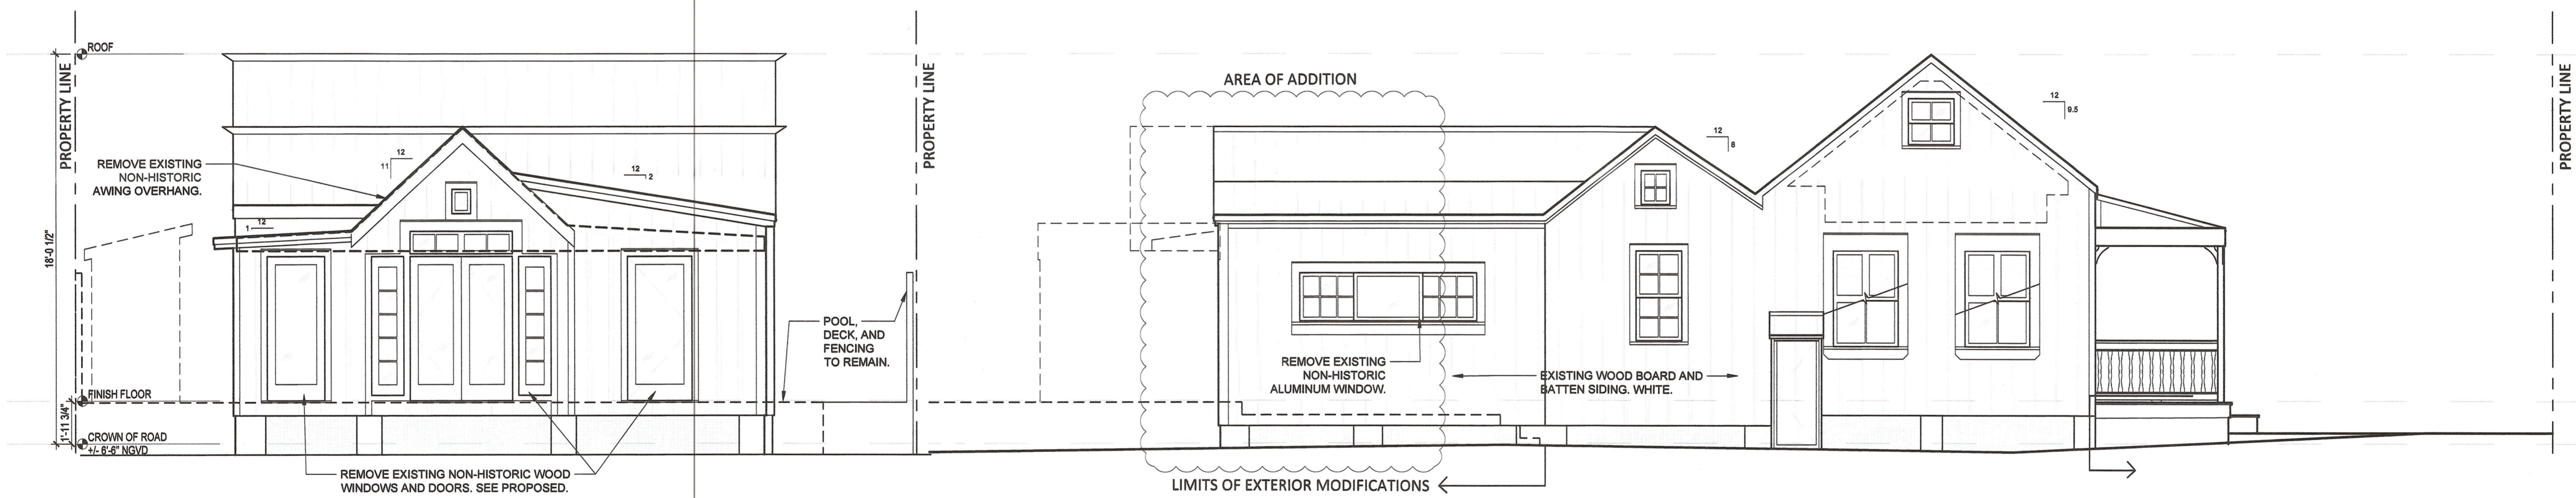 ROOF
PROPERTY LINE
18'-0 1/2"
REMOVE EXISTING
NON-HISTORIC
AWING OVERHANG.
12
11
12
2
12
1
FINISH FLOOR
1'-11 3/4"
CROWN OF ROAD
+/- 6'-6" NGVD
REMOVE EXISTING NON-HISTORIC WOOD
WINDOWS AND DOORS. SEE PROPOSED.
POOL,
DECK, AND
FENCING
TO REMAIN.
PROPERTY LINE
AREA OF ADDITION
12
8
12
9.5
REMOVE EXISTING
NON-HISTORIC
ALUMINUM WINDOW.
EXISTING WOOD BOARD AND
BATTEN SIDING. WHITE.
LIMITS OF EXTERIOR MODIFICATIONS
PROPERTY LINE